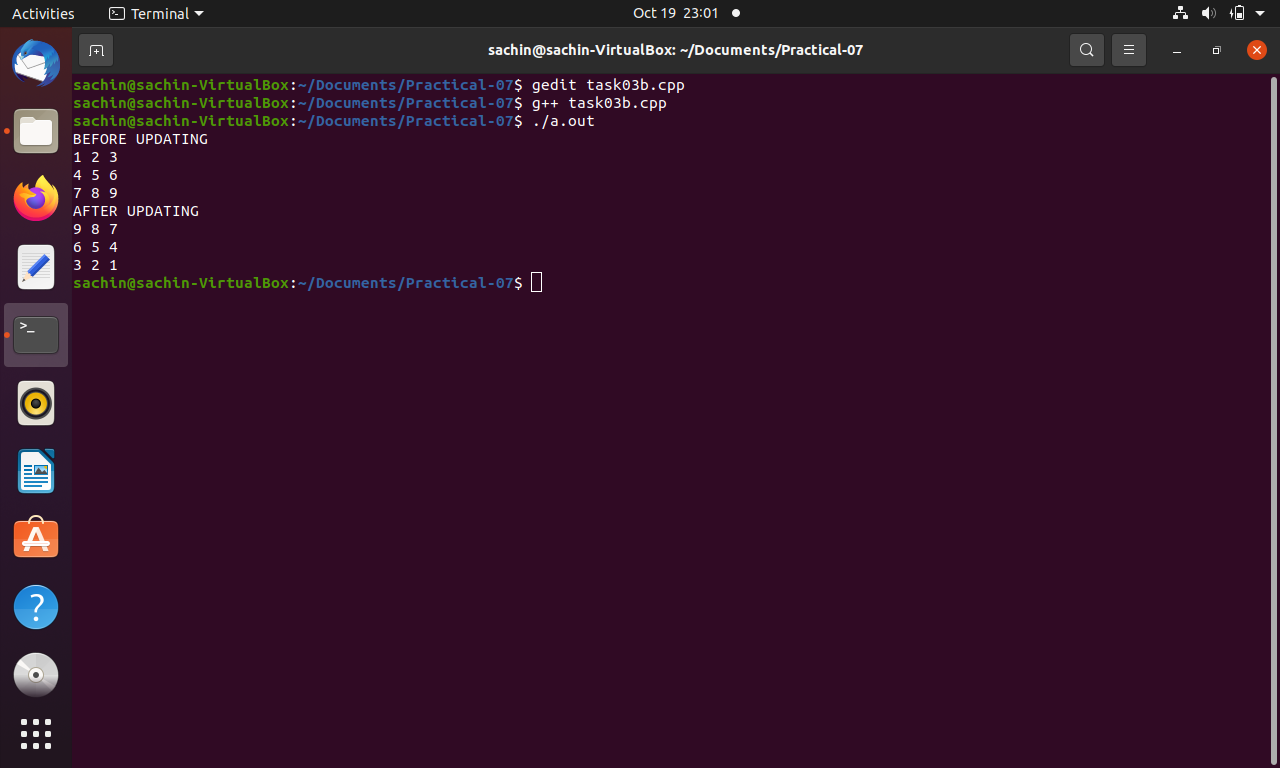 Activities Terminal Oct 19 23:01
sachin@sachin-VirtualBox: ~/Documents/Practical-07
sachin@sachin-VirtualBox:~/Documents/Practical-07$ gedit task03b.cpp
sachin@sachin-VirtualBox:~/Documents/Practical-07$ g++ task03b.cpp
sachin@sachin-VirtualBox:~/Documents/Practical-07$ ./a.out
BEFORE UPDATING
1 2 3
4 5 6
7 8 9
AFTER UPDATING
9 8 7
6 5 4
3 2 1
sachin@sachin-VirtualBox:~/Documents/Practical-07$